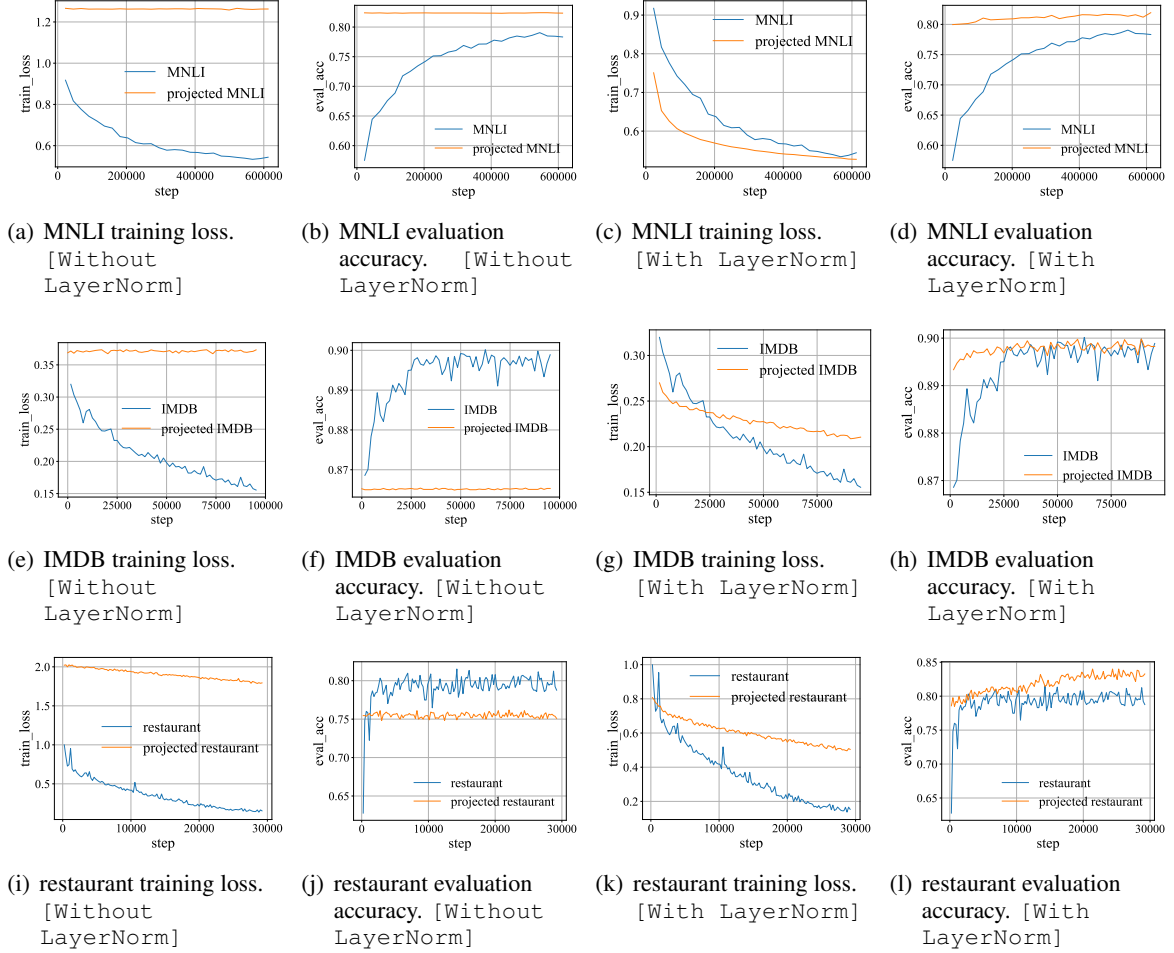 1.2
1.0
0.8
0.6
train_loss
MNLI
projected MNLI
0
200000
400000
600000
step
0.80
0.75
0.70
0.65
0.60
eval_acc
MNLI
projected MNLI
0
200000
400000
600000
step
0.9
0.8
0.7
0.6
train_loss
MNLI
projected MNLI
0
200000
400000
600000
step
0.80
0.75
0.70
0.65
0.60
eval_acc
MNLI
projected MNLI
0
200000
400000
600000
step
(a) MNLI training loss.
[Without
LayerNorm]
(b) MNLI evaluation
accuracy. [Without
LayerNorm]
(c) MNLI training loss.
[With LayerNorm]
(d) MNLI evaluation
accuracy. [With
LayerNorm]
0.35
0.30
0.25
0.20
0.15
train_loss
IMDB
projected IMDB
0
25000
50000
75000
100000
step
0.90
0.89
0.88
0.87
eval_acc
IMDB
projected IMDB
0
25000
50000
75000
100000
step
0.30
0.25
0.20
0.15
train_loss
IMDB
projected IMDB
0
25000
50000
75000
step
0.90
0.89
0.88
0.87
eval_acc
IMDB
projected IMDB
0
25000
50000
75000
step
(e) IMDB training loss.
[Without
LayerNorm]
(f) IMDB evaluation
accuracy. [Without
LayerNorm]
(g) IMDB training loss.
[With LayerNorm]
(h) IMDB evaluation
accuracy. [With
LayerNorm]
2.0
1.5
1.0
0.5
train_loss
restaurant
projected restaurant
0
10000
20000
30000
step
0.80
0.75
0.70
0.65
eval_acc
restaurant
projected restaurant
0
10000
20000
30000
step
1.0
0.8
0.6
0.4
0.2
train_loss
restaurant
projected restaurant
0
10000
20000
30000
step
0.85
0.80
0.75
0.70
0.65
eval_acc
restaurant
projected restaurant
0
10000
20000
30000
step
(i) restaurant training loss.
[Without
LayerNorm]
(j) restaurant evaluation
accuracy. [Without
LayerNorm]
(k) restaurant training loss.
[With LayerNorm]
(l) restaurant evaluation
accuracy. [With
LayerNorm]